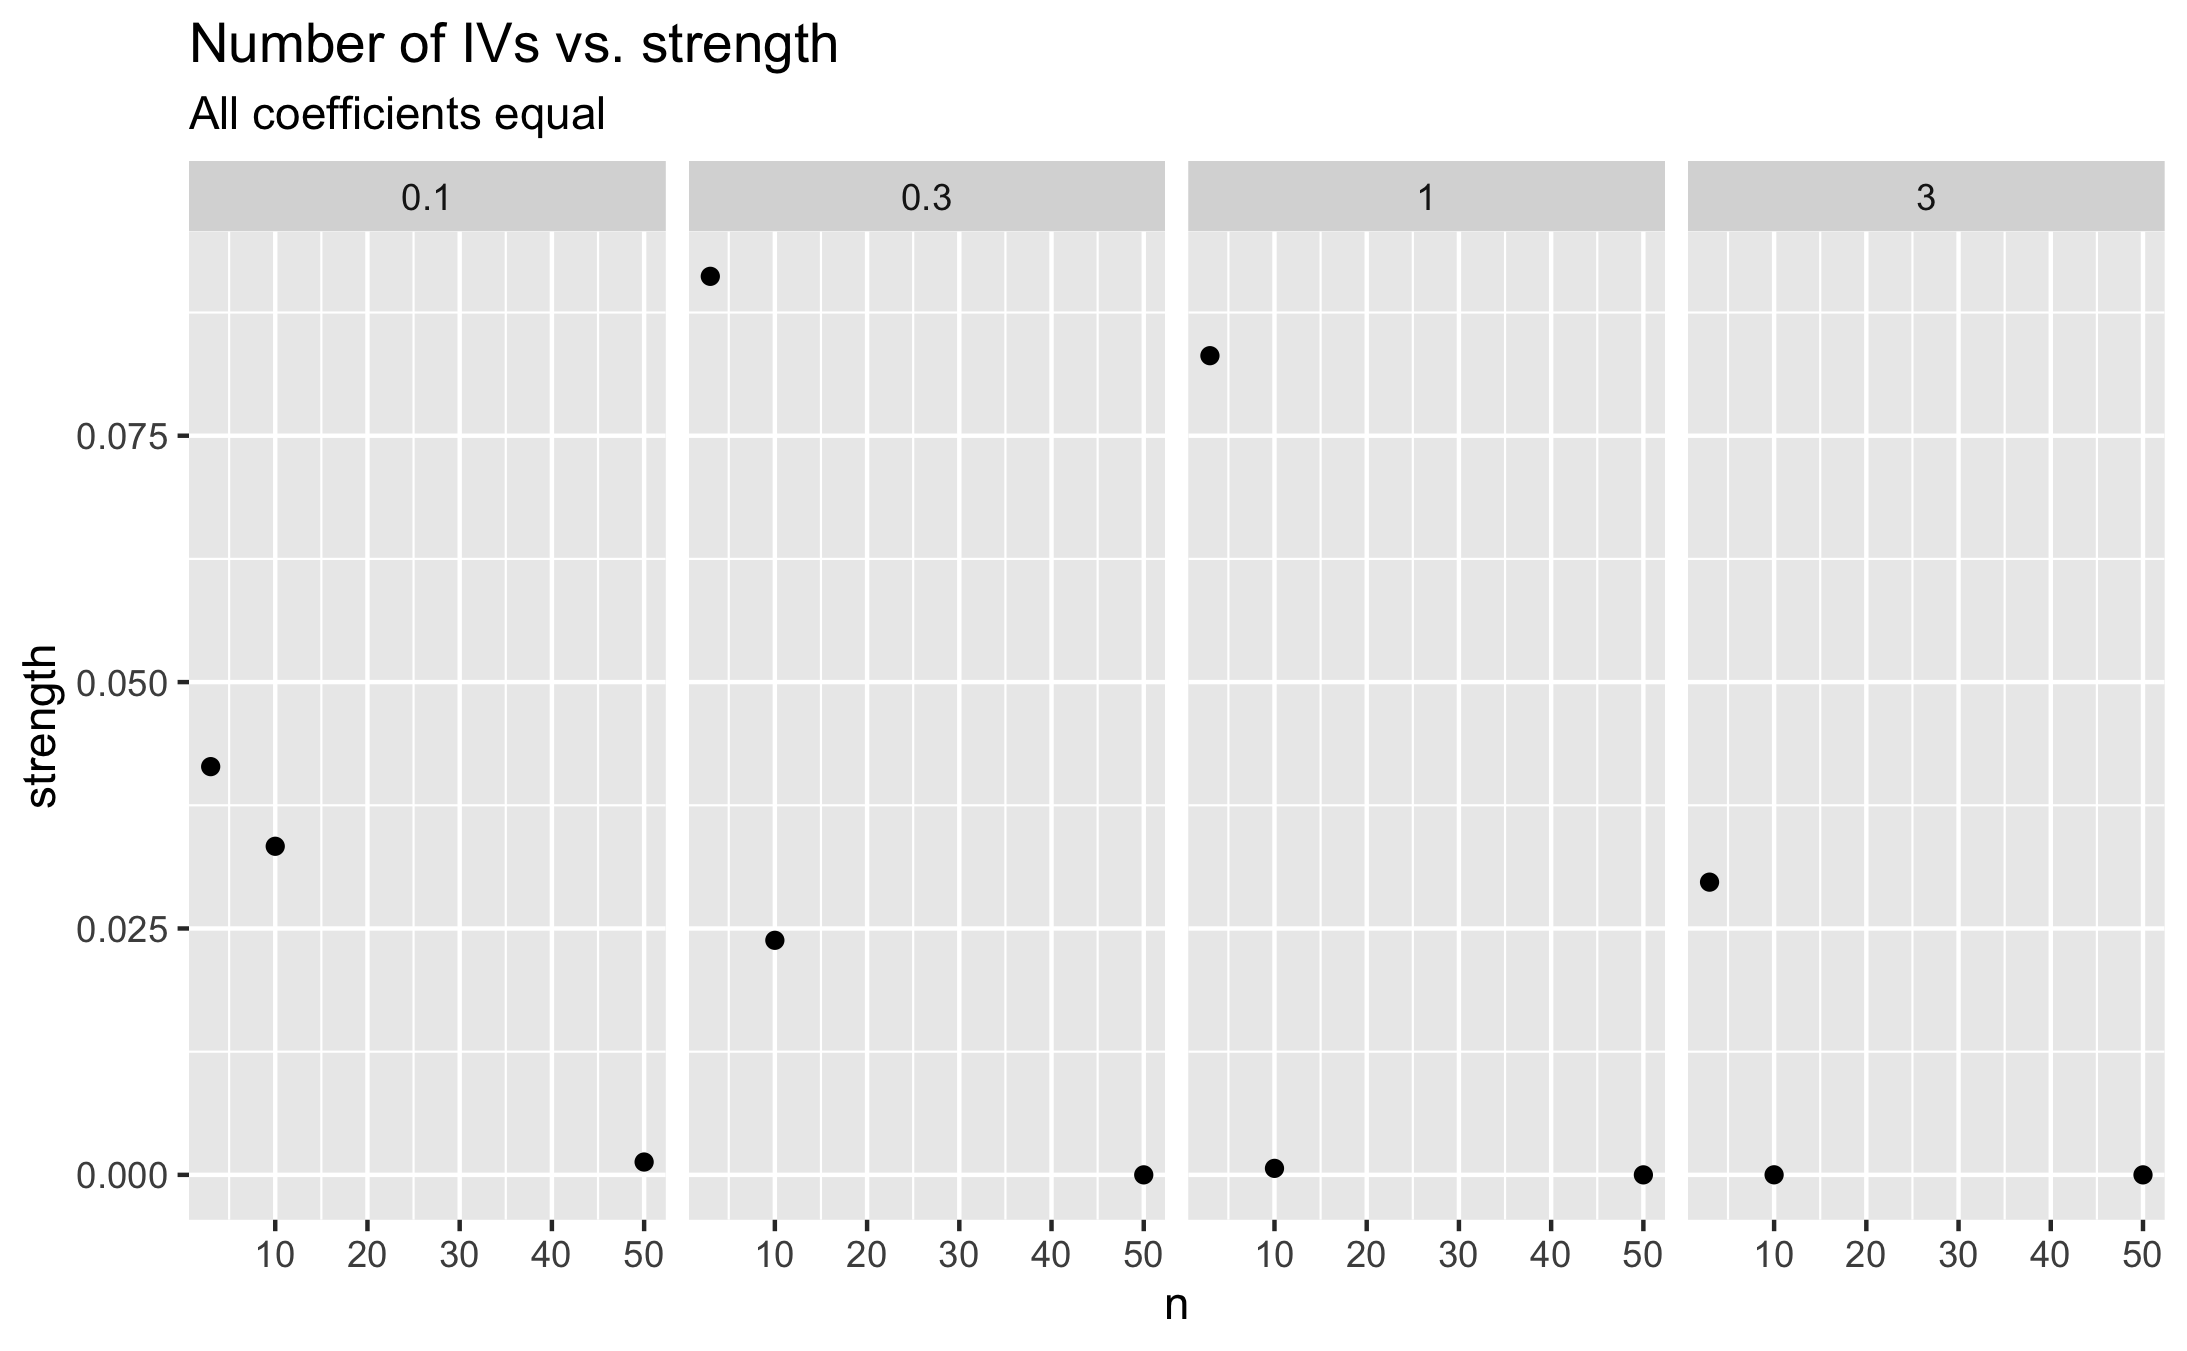 Number of IVs vs. strength
All coefficients equal
0.1 0.3 1 3
strength
0.075
0.050
0.025
0.000
10 20 30 40 50 10 20 30 40 50 10 20 30 40 50 10 20 30 40 50
n